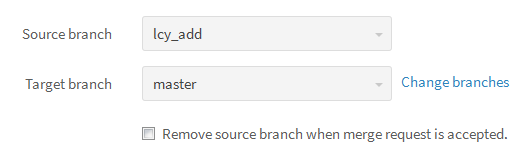 Source branch lcy_add
Target branch master Change branches
Remove source branch when merge request is accepted.